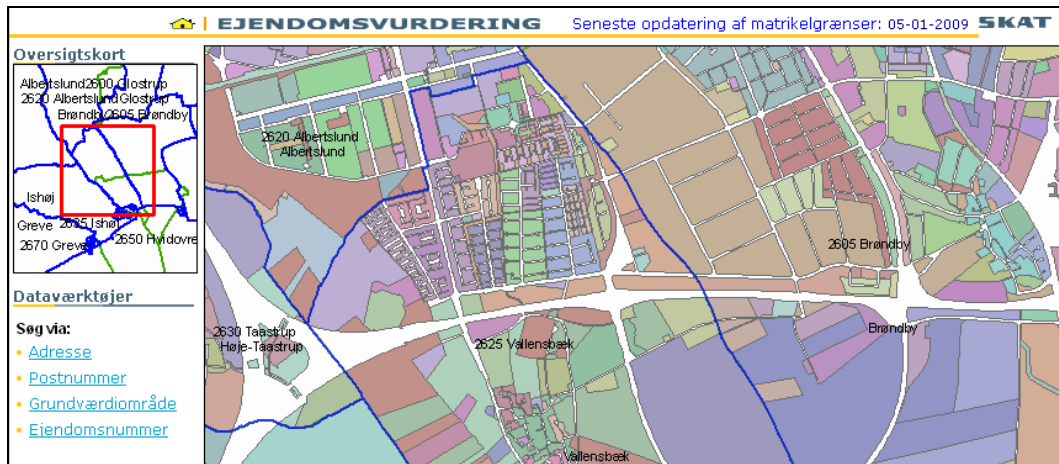 EJENDOMSVURDERING
Seneste opdatering af matrikelgrænser: 05-01-2009
SKAT
Oversigtskort
Albertslund 2600 Glostrup
2620 Albertslund Glostrup
Brøndby 2605 Brøndby
Ishøj
Greve
2635 Ishøj
2670 Greve
2650 Hvidovre
Dataværktøjer
Søg via:
Adresse
Postnummer
Grundværdiområde
Ejendomsnummer
2620 Albertslund
Albertslund
2605 Brøndby
2630 Taastrup
Høje-Taastrup
2625 Vallensbæk
Brøndby
Vallensbæk